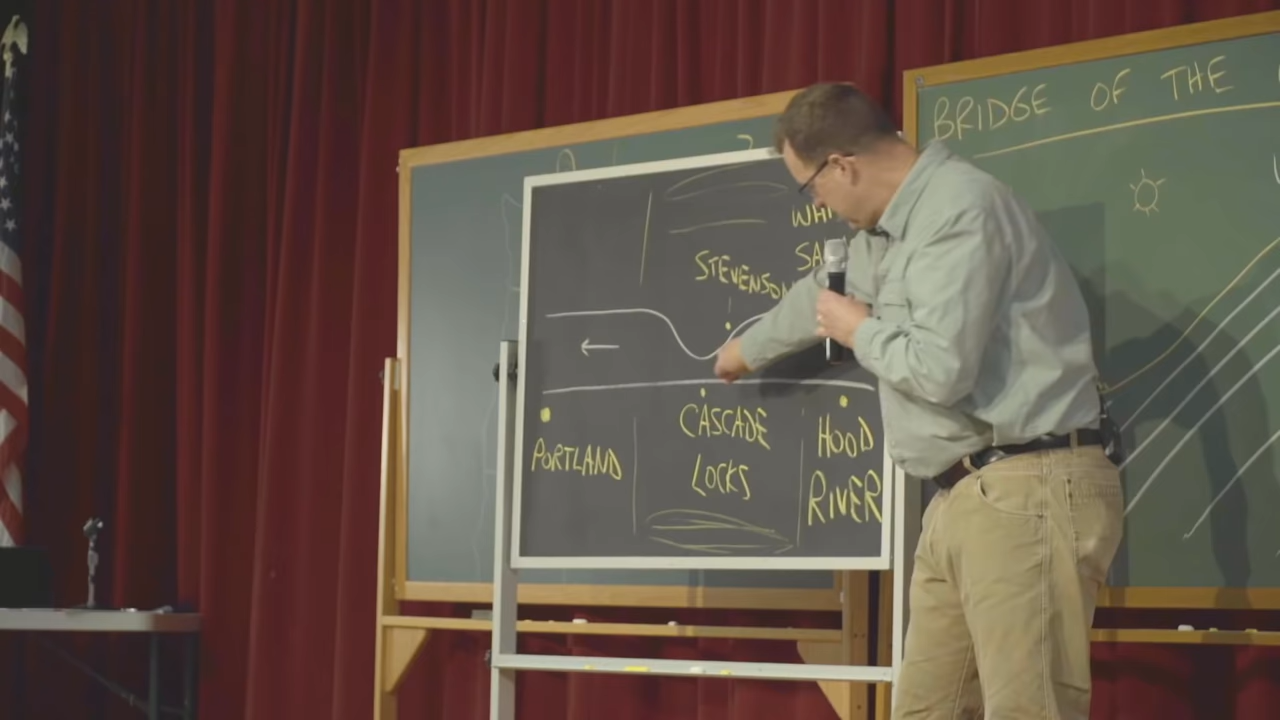 STEVENSON
PORTLAND
CASCADE
LOCKS
HOOD
RIVER
BRIDGE OF THE